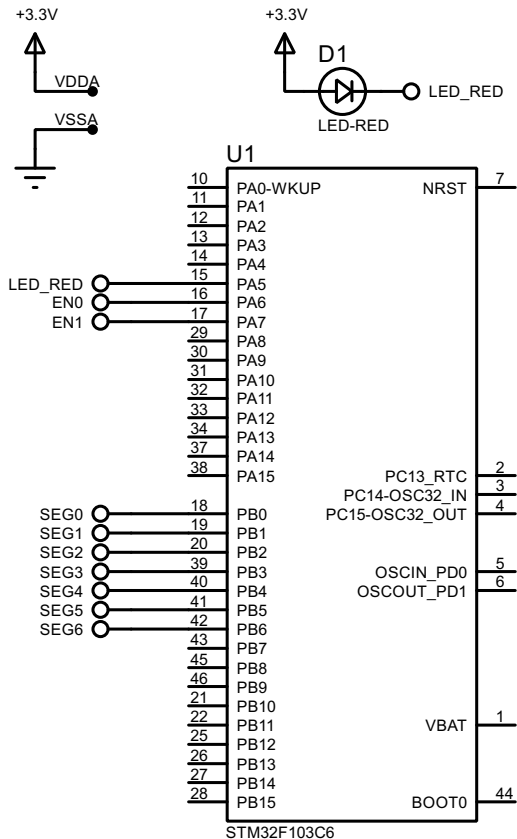 +3.3V
+3.3V
VDDA
D1
LED_RED
LED-RED
VSSA
U1
10 PA0-WKUP NRST 7
11 PA1
12 PA2
13 PA3
14 PA4
LED_RED 15 PA5
EN0 16 PA6
EN1 17 PA7
29 PA8
30 PA9
31 PA10
32 PA11
33 PA12
34 PA13
37 PA14
38 PA15 PC13_RTC 2
PC14-OSC32_IN 3
SEG0 18 PB0 PC15-OSC32_OUT 4
SEG1 19 PB1
SEG2 20 PB2
SEG3 39 PB3 OSCIN_PD0 5
SEG4 40 PB4 OSCOUT_PD1 6
SEG5 41 PB5
SEG6 42 PB6
43 PB7
45 PB8
46 PB9
21 PB10
22 PB11 VBAT 1
25 PB12
26 PB13
27 PB14
28 PB15 BOOT0 44
STM32F103C6